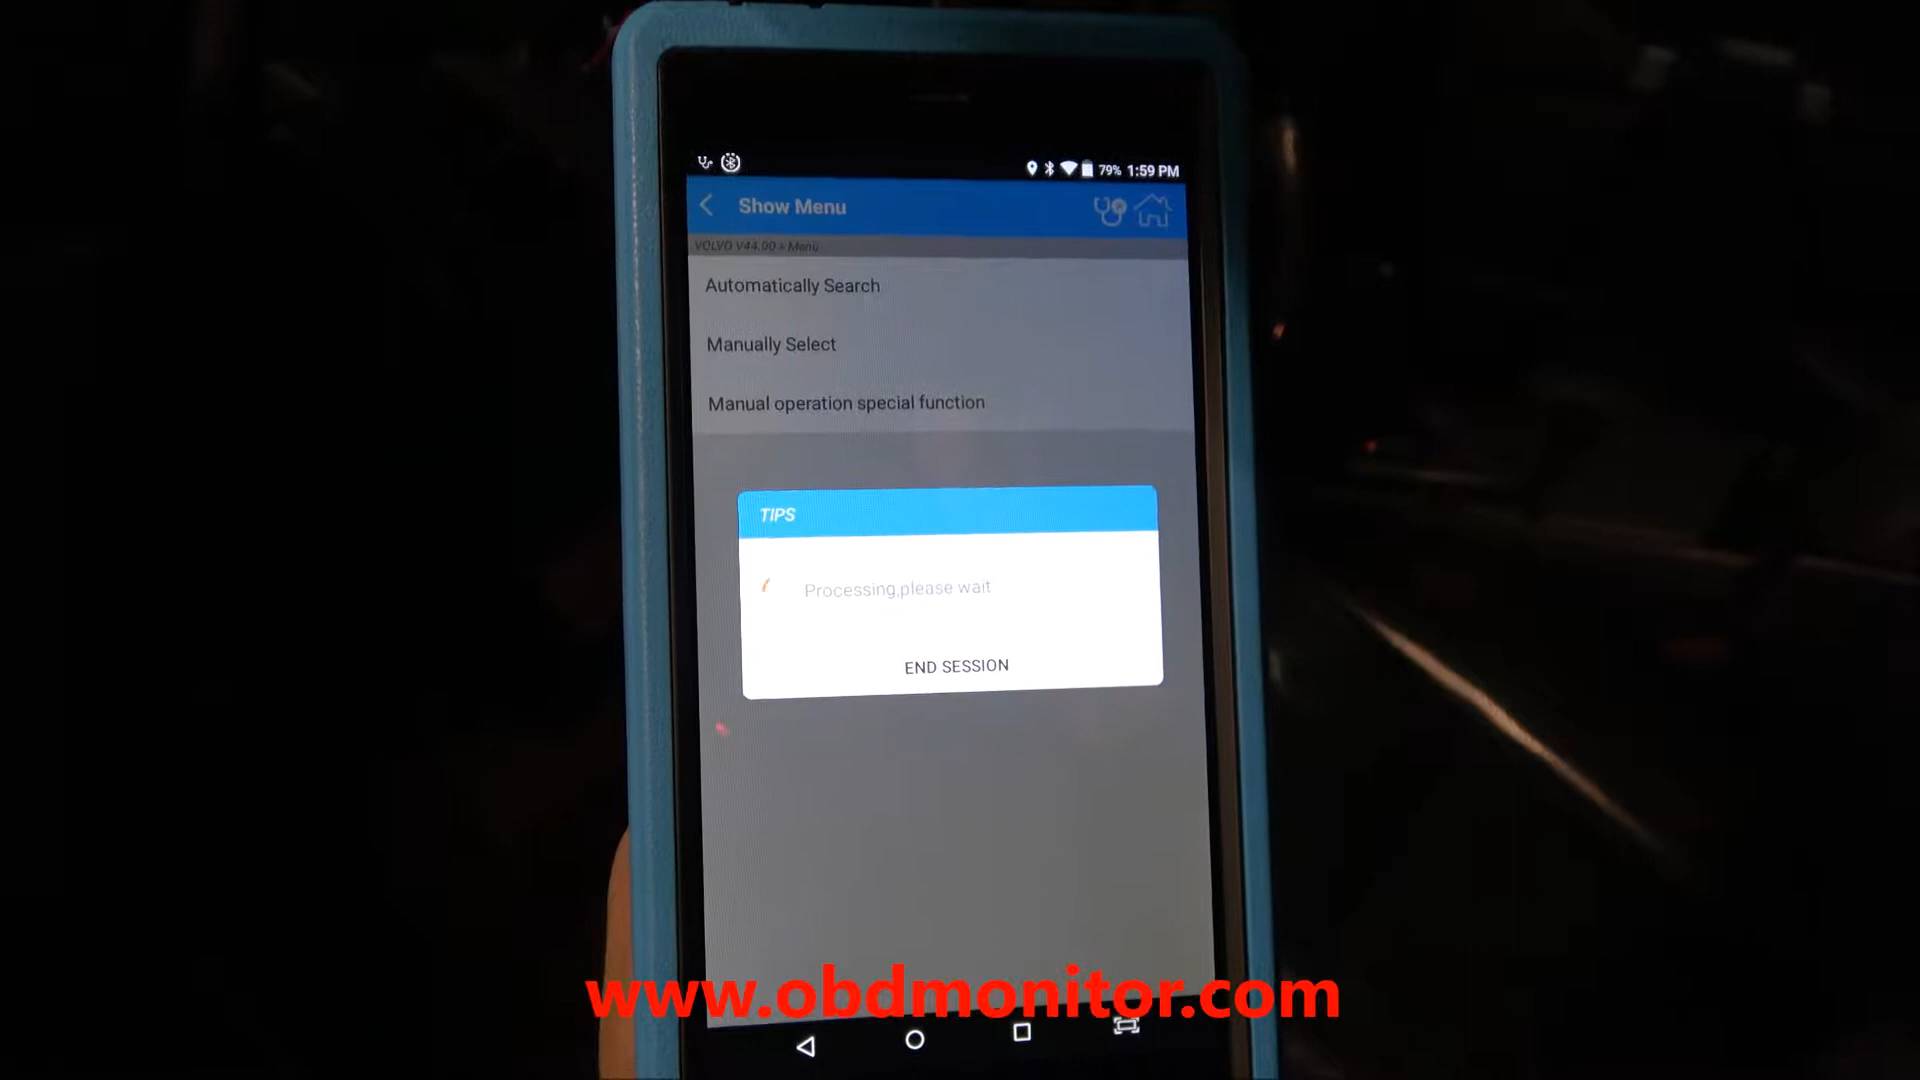 79% 1:59 PM
Show Menu
VOLVO V44.00 > Menu
Automatically Search
Manually Select
Manual operation special function
TIPS
Processing,please wait
END SESSION
www.obdmonitor.com